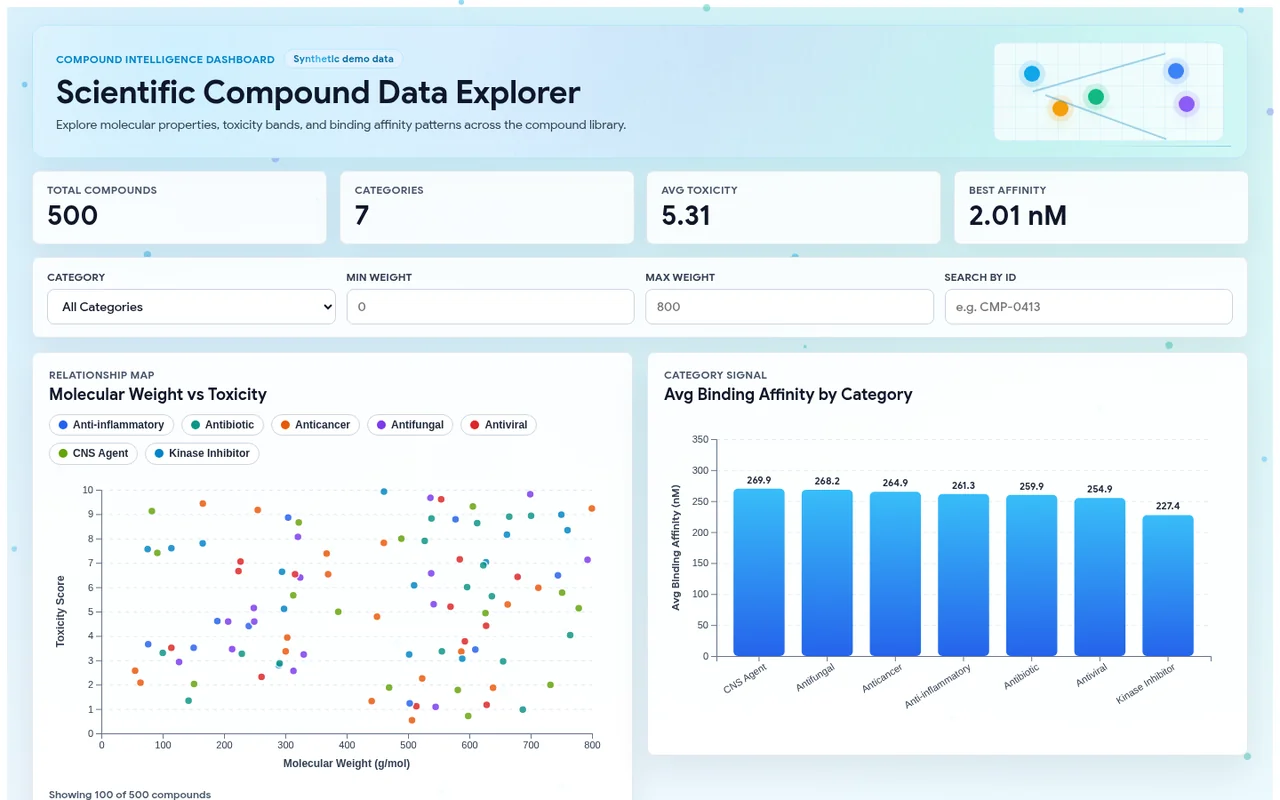 COMPOUND INTELLIGENCE DASHBOARD Synthetic demo data
Scientific Compound Data Explorer
Explore molecular properties, toxicity bands, and binding affinity patterns across the compound library.
TOTAL COMPOUNDS
500
CATEGORIES
7
AVG TOXICITY
5.31
BEST AFFINITY
2.01 nM
CATEGORY
All Categories
MIN WEIGHT
0
MAX WEIGHT
800
SEARCH BY ID
e.g. CMP-0413
RELATIONSHIP MAP
Molecular Weight vs Toxicity
Anti-inflammatory Antibiotic Anticancer Antifungal Antiviral
CNS Agent Kinase Inhibitor
10
9
8
7
6
5
4
3
2
1
0
Toxicity Score
0 100 200 300 400 500 600 700 800
Molecular Weight (g/mol)
Showing 100 of 500 compounds
CATEGORY SIGNAL
Avg Binding Affinity by Category
350
300
250
200
150
100
50
0
Avg Binding Affinity (nM)
269.9 268.2 264.9 261.3 259.9 254.9 227.4
CNS Agent Antifungal Anticancer Anti-inflammatory Antibiotic Antiviral Kinase Inhibitor